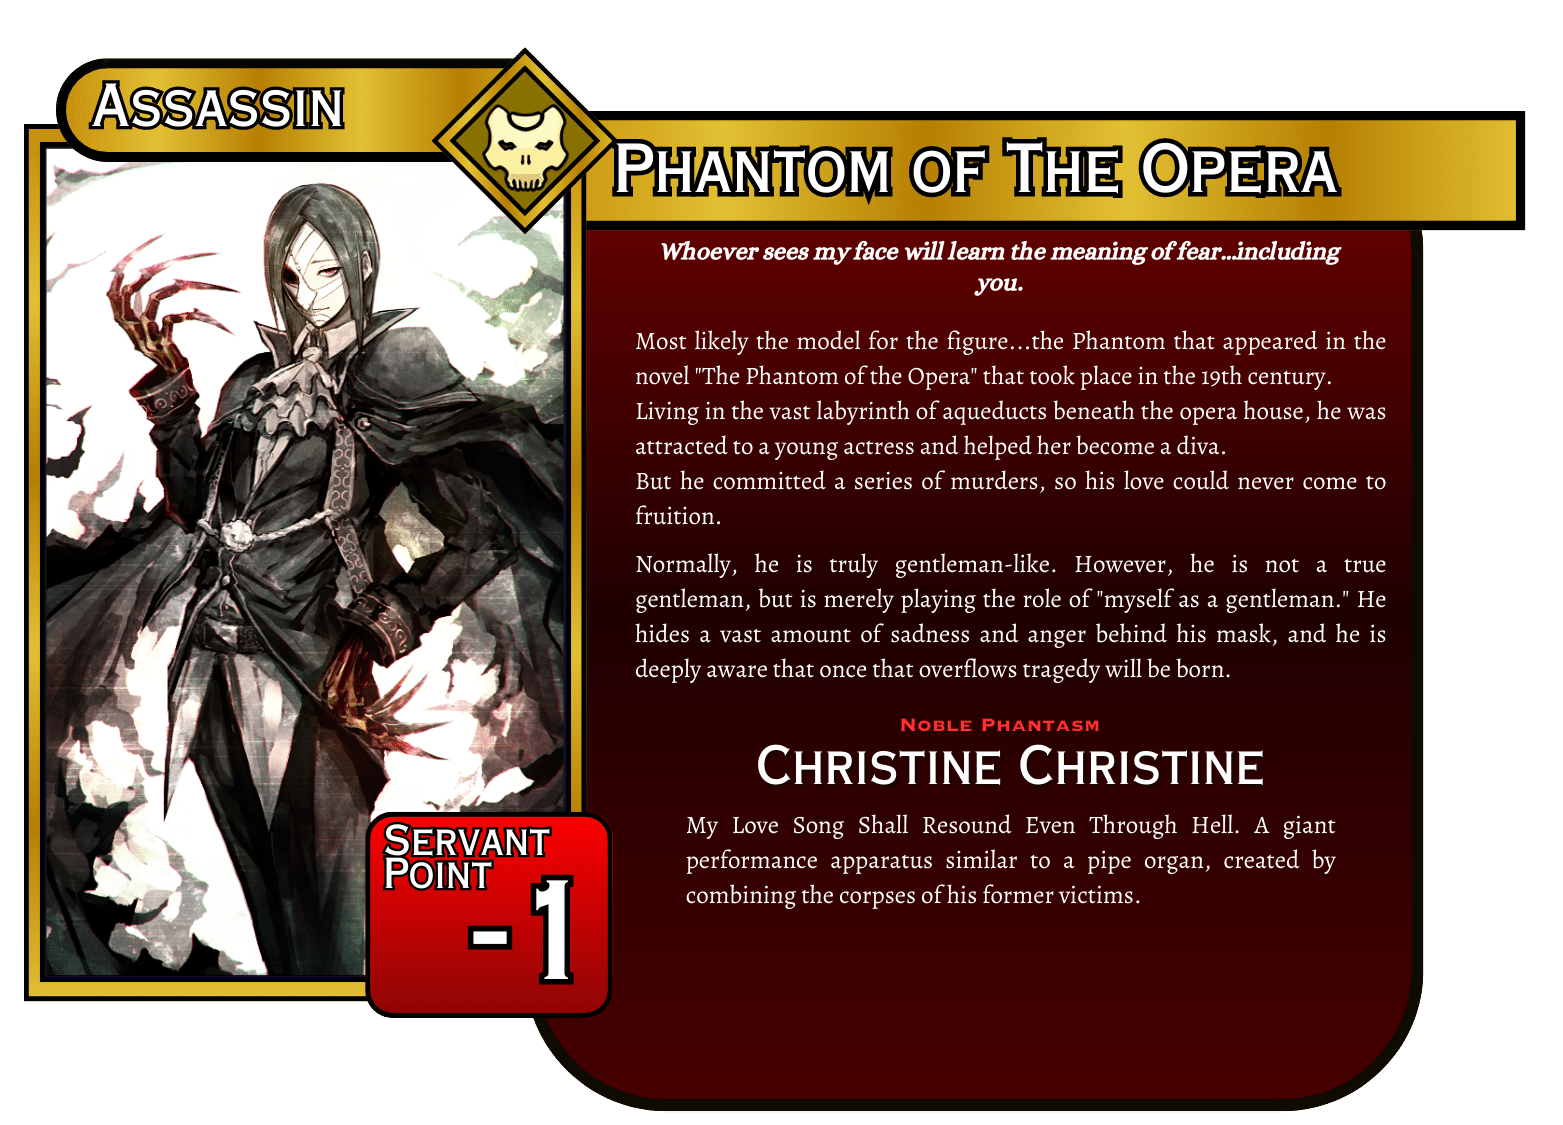 Assassin
Phantom of The Opera
Whoever sees my face will learn the meaning of fear...including
you.
Most likely the model for the figure...the Phantom that appeared in the
novel "The Phantom of the Opera" that took place in the 19th century.
Living in the vast labyrinth of aqueducts beneath the opera house, he was
attracted to a young actress and helped her become a diva.
But he committed a series of murders, so his love could never come to
fruition.
Normally, he is truly gentleman-like. However, he is not a true
gentleman, but is merely playing the role of "myself as a gentleman." He
hides a vast amount of sadness and anger behind his mask, and he is
deeply aware that once that overflows tragedy will be born.
Noble Phantasm
Christine Christine
My Love Song Shall Resound Even Through Hell. A giant
performance apparatus similar to a pipe organ, created by
combining the corpses of his former victims.
Servant
Point
-1